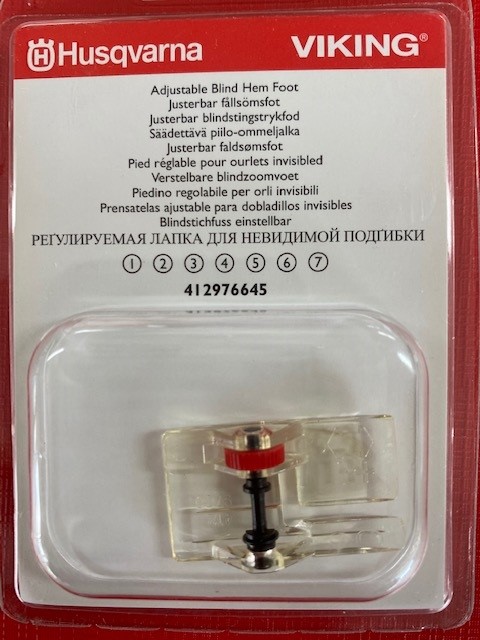 Husqvarna VIKING®
Adjustable Blind Hem Foot
Justerbar fållsömsfot
Justerbar blindstingstrykfod
Säädettävä piilo-ommeljalka
Justerbar faldsømsfot
Pied réglable pour ourlets invisibled
Verstelbare blindzoomvoet
Piedino regolabile per orli invisibili
Prensatelas ajustable para dobladillos invisibles
Blindstichfuss einstellbar
РЕГУЛИРУЕМАЯ ЛАПКА ДЛЯ НЕВИДИМОЙ ПОДГИБКИ
① ② ③ ④ ⑤ ⑥ ⑦
412976645